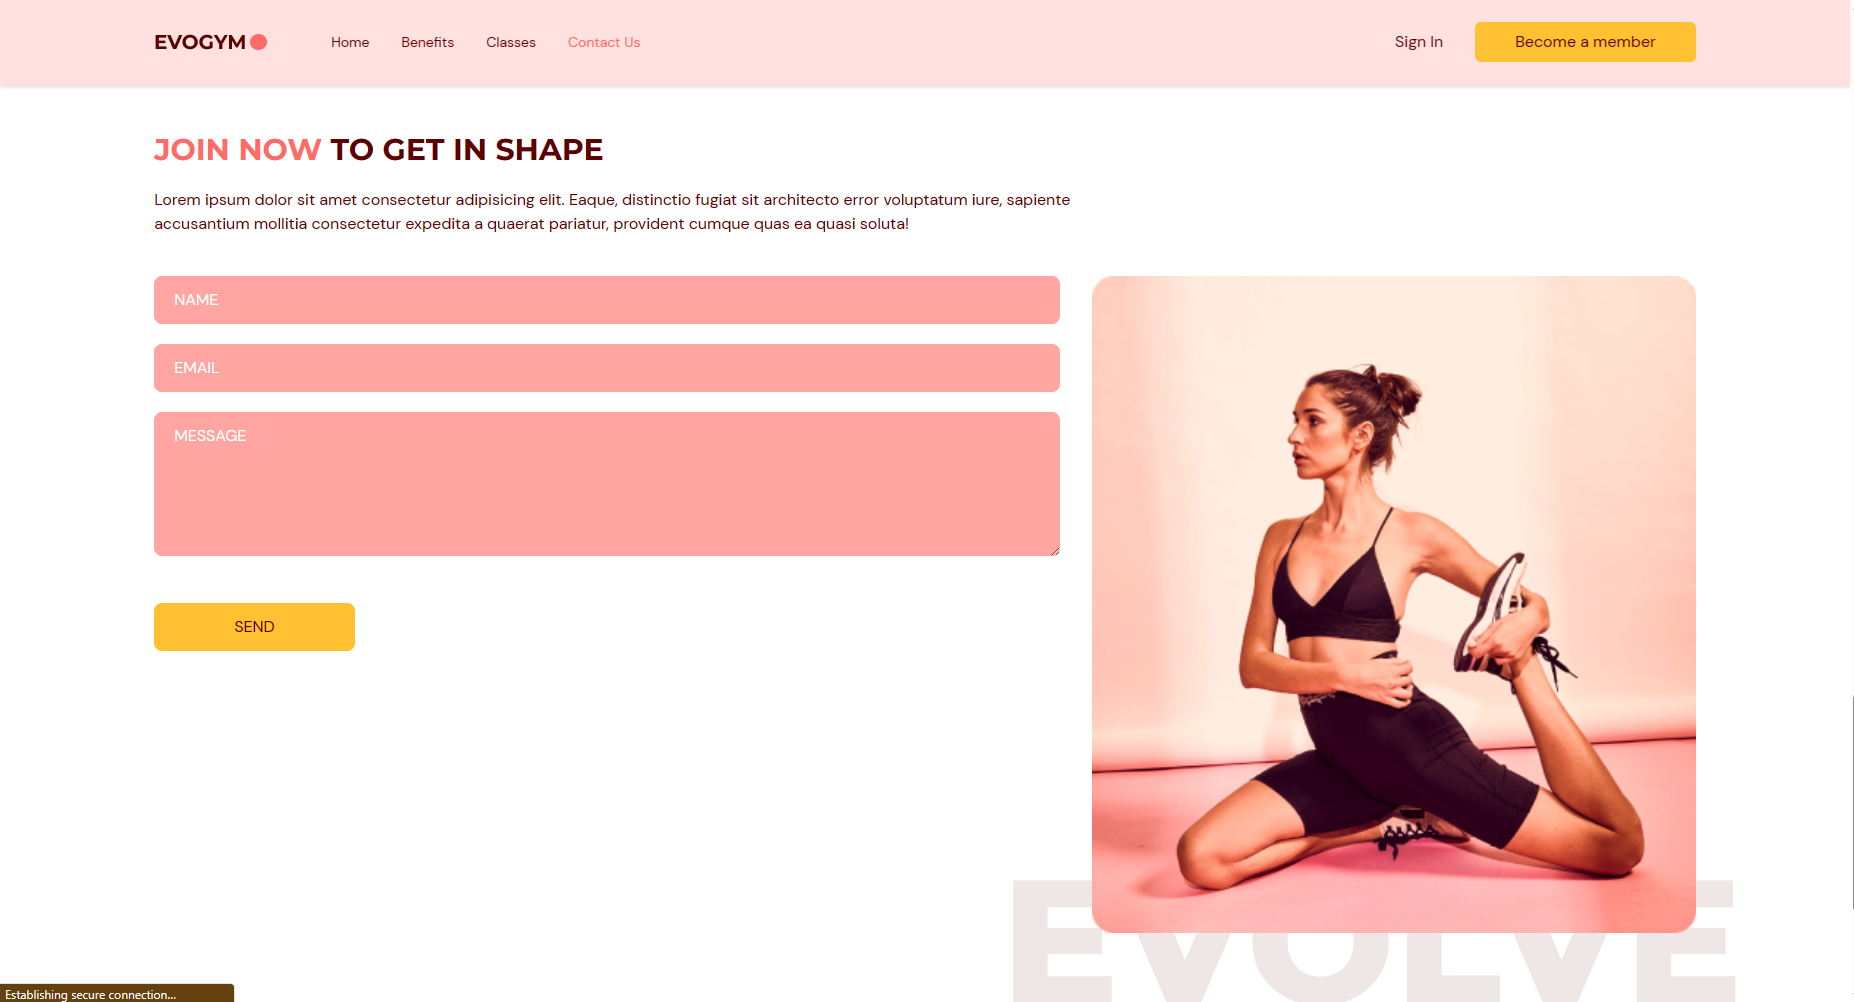 EVOGYM
Home
Benefits
Classes
Contact Us
Sign In
Become a member
JOIN NOW TO GET IN SHAPE
Lorem ipsum dolor sit amet consectetur adipisicing elit. Eaque, distinctio fugiat sit architecto error voluptatum iure, sapiente
accusantium mollitia consectetur expedita a quaerat pariatur, provident cumque quas ea quasi soluta!
NAME
EMAIL
MESSAGE
SEND
EVOLVE
Establishing secure connection...